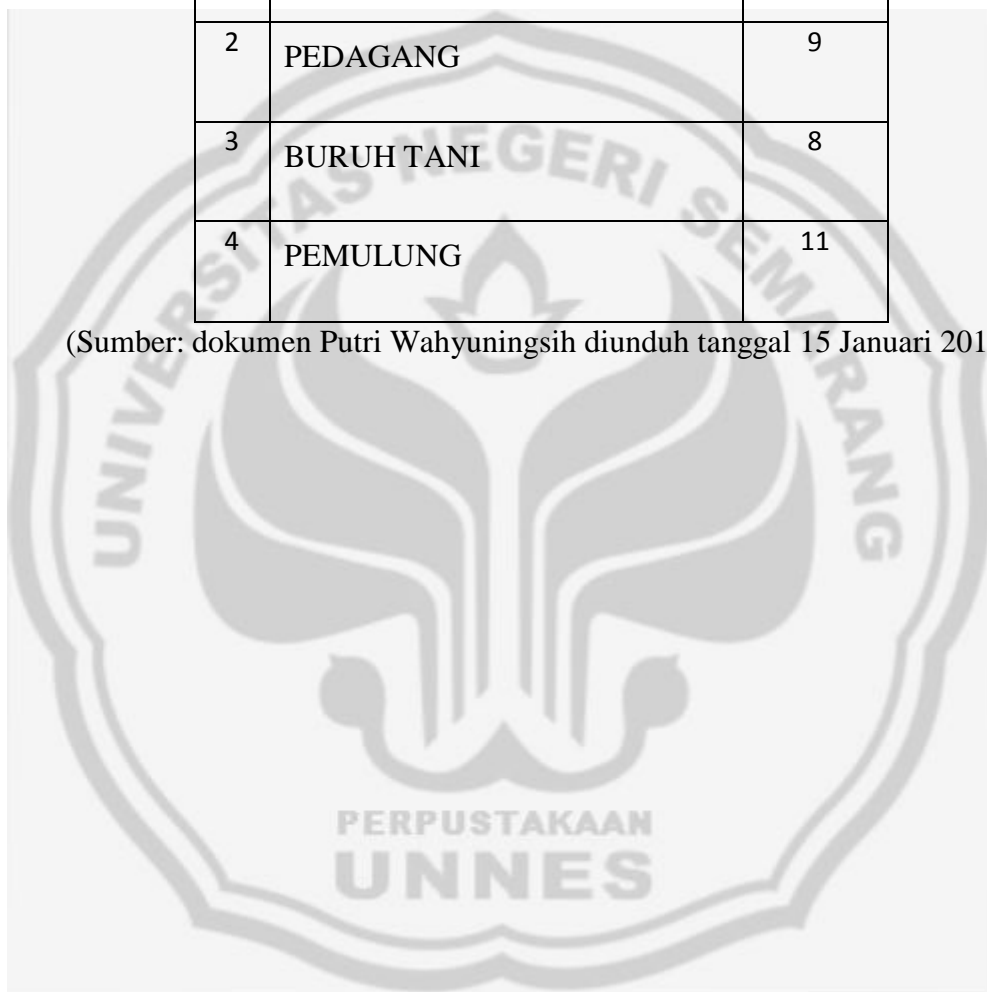 2 PEDAGANG 9
3 BURUH TANI 8
4 PEMULUNG 11
(Sumber: dokumen Putri Wahyuningsih diunduh tanggal 15 Januari 201
UNIVERSITAS NEGERI SEMARANG
PERPUSTAKAAN
UNNES